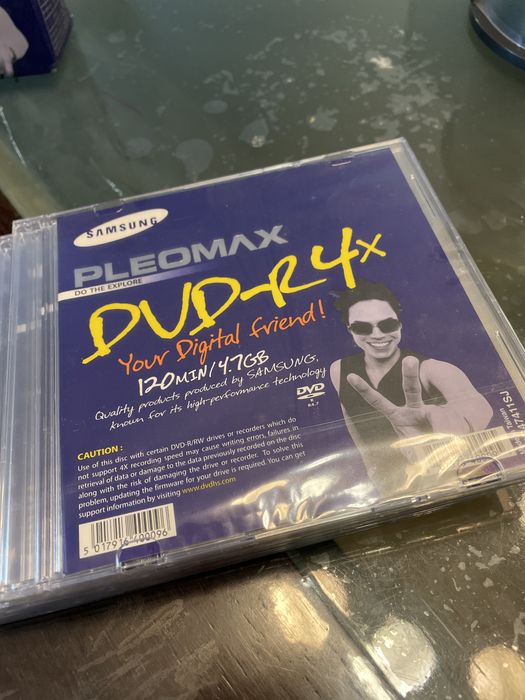 SAMSUNG
PLEOMAX
DO THE EXPLORE
DVD-R 4x
Your Digital Friend!
120MIN/4.7GB
Quality products produced by SAMSUNG,
known for its high-performance technology
DVD
R4.7
CAUTION :
Use of this disc with certain DVD-R/RW drives or recorders which do
not support 4X recording speed may cause writing errors, failures in
retrieval of data or damage to the data previously recorded on the disc
along with the risk of damaging the drive or recorder. To solve this
problem, updating the firmware for your drive is required. You can get
support information by visiting www.dvdhs.com
5 017916 400096
Taiwan
17411SJ